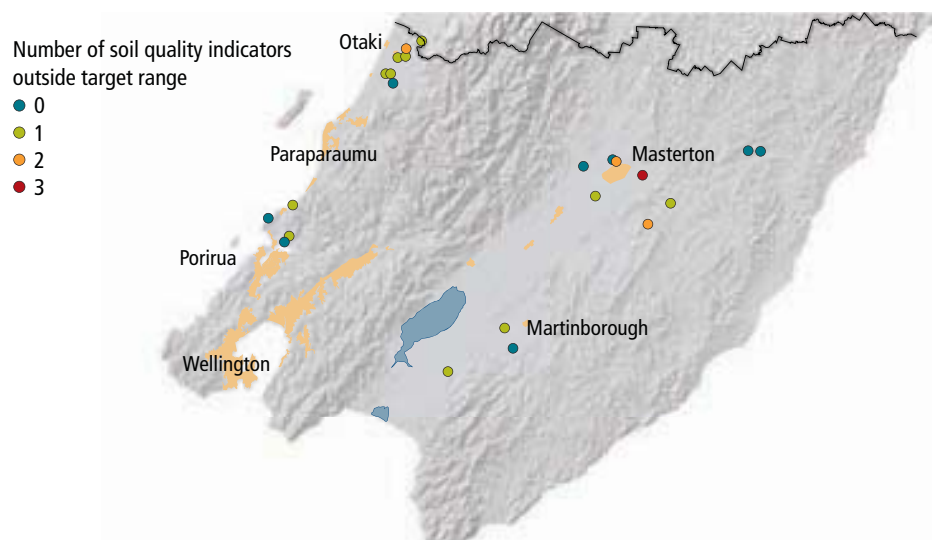 Number of soil quality indicators
outside target range
0
1
2
3
Otaki
Paraparaumu
Masterton
Porirua
Martinborough
Wellington